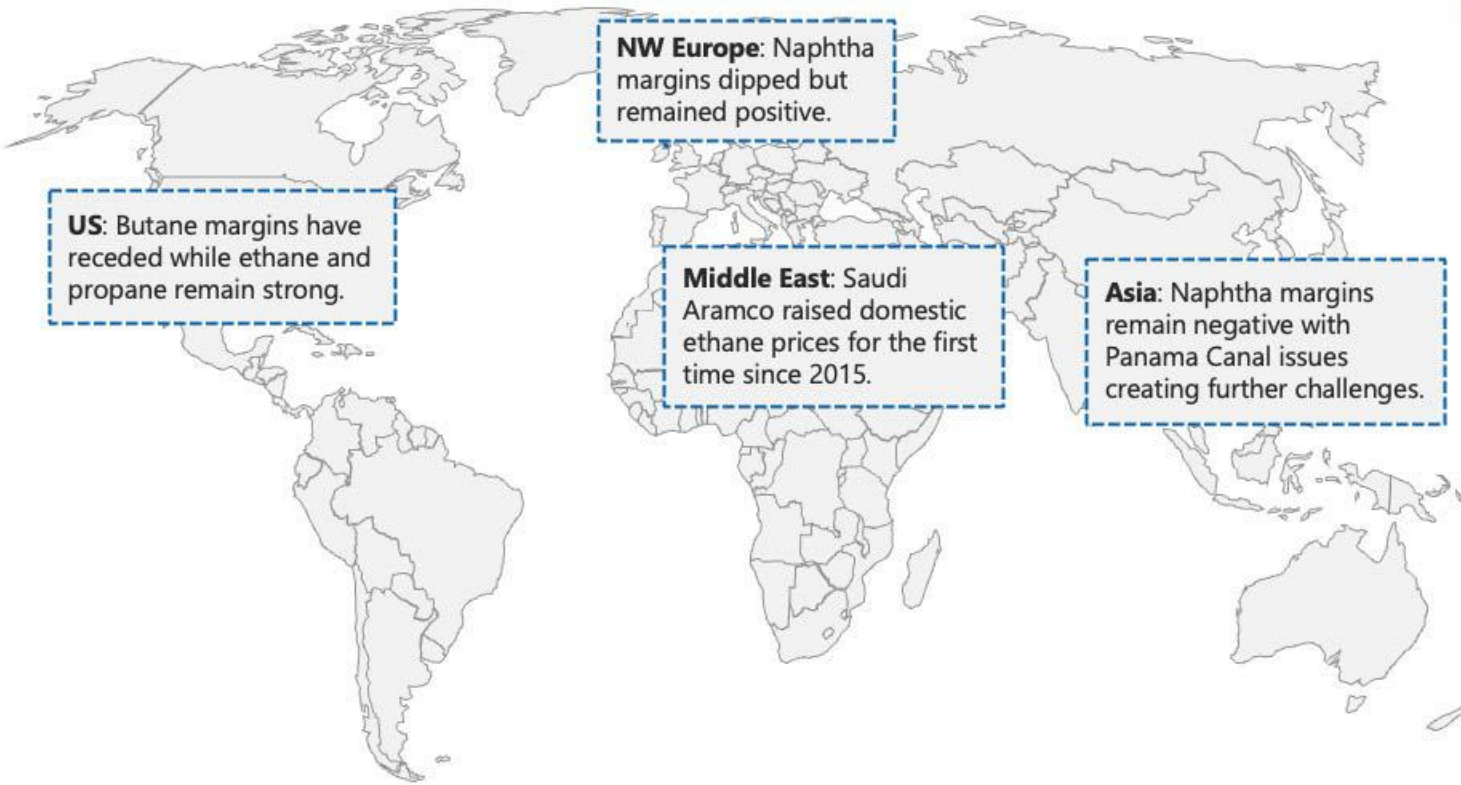 NW Europe: Naphtha
margins dipped but
remained positive.
US: Butane margins have
receded while ethane and
propane remain strong.
Middle East: Saudi
Aramco raised domestic
ethane prices for the first
time since 2015.
Asia: Naphtha margins
remain negative with
Panama Canal issues
creating further challenges.